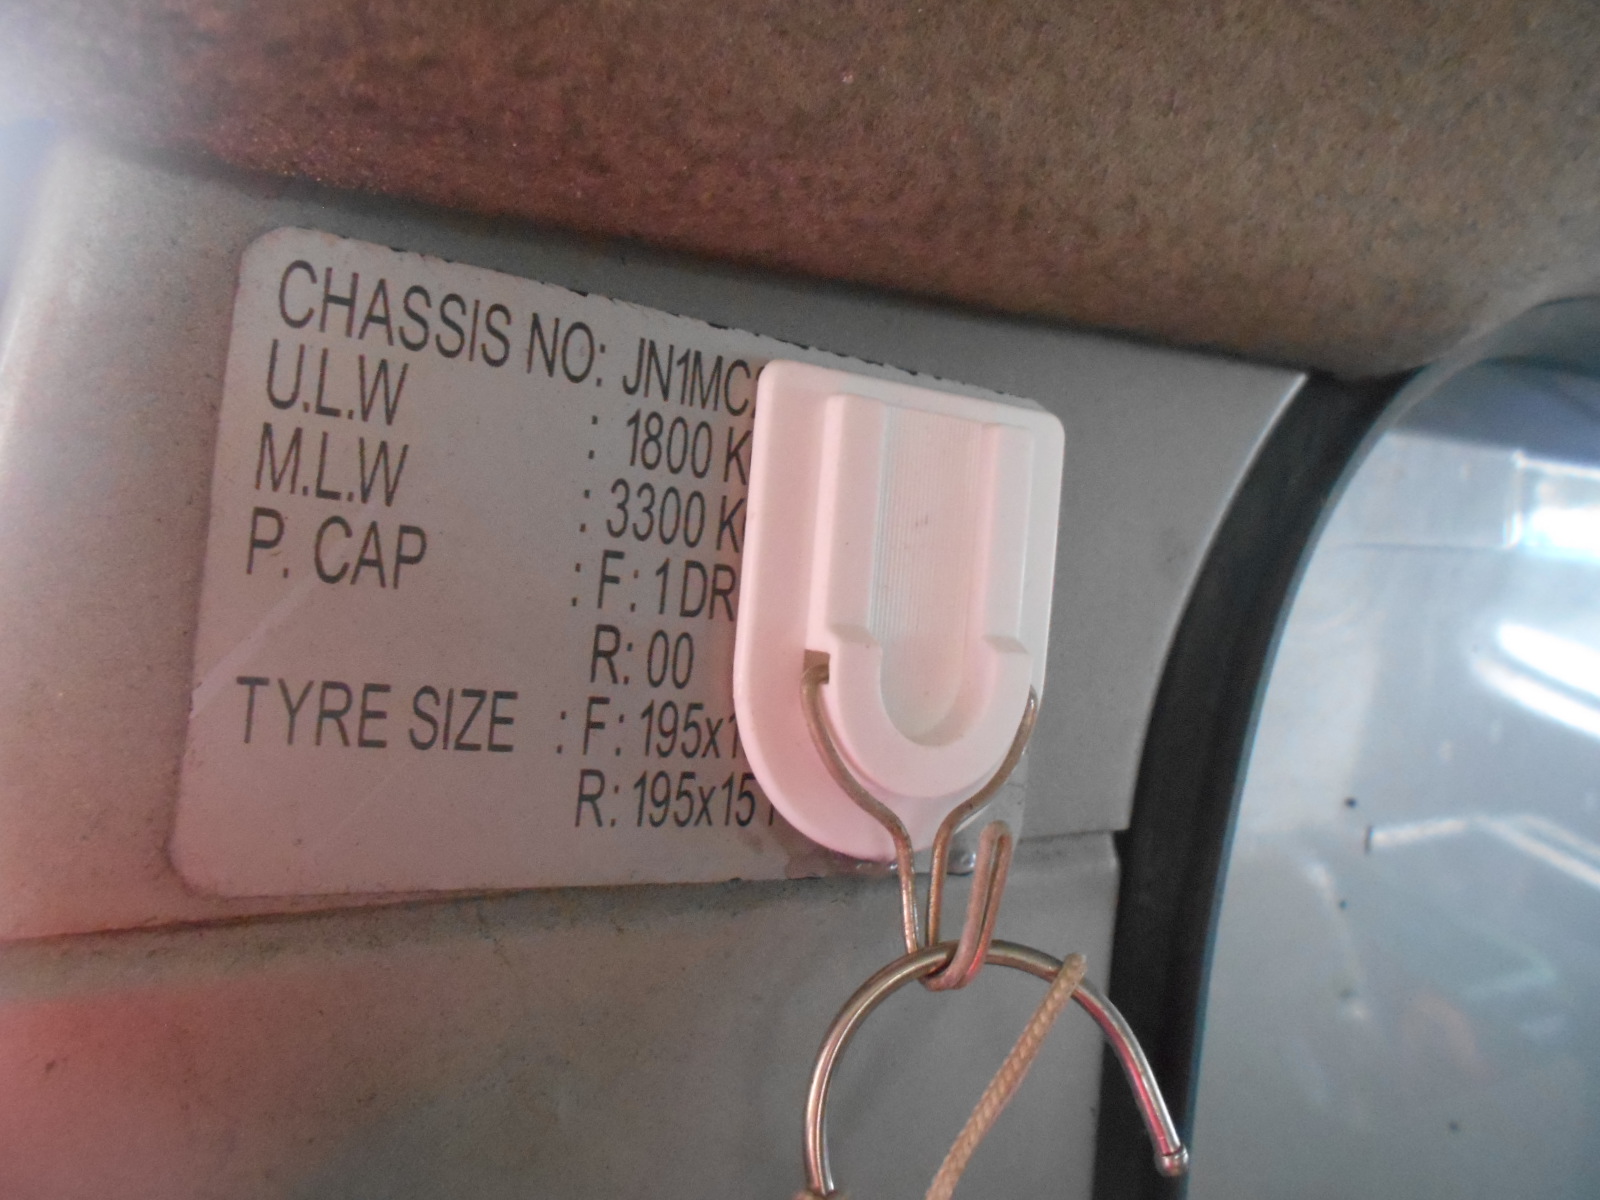 CHASSIS NO: JN1MC
U.L.W : 1800 K
M.L.W : 3300 K
P. CAP : F: 1 DR
R: 00
TYRE SIZE : F: 195x1
R: 195x15